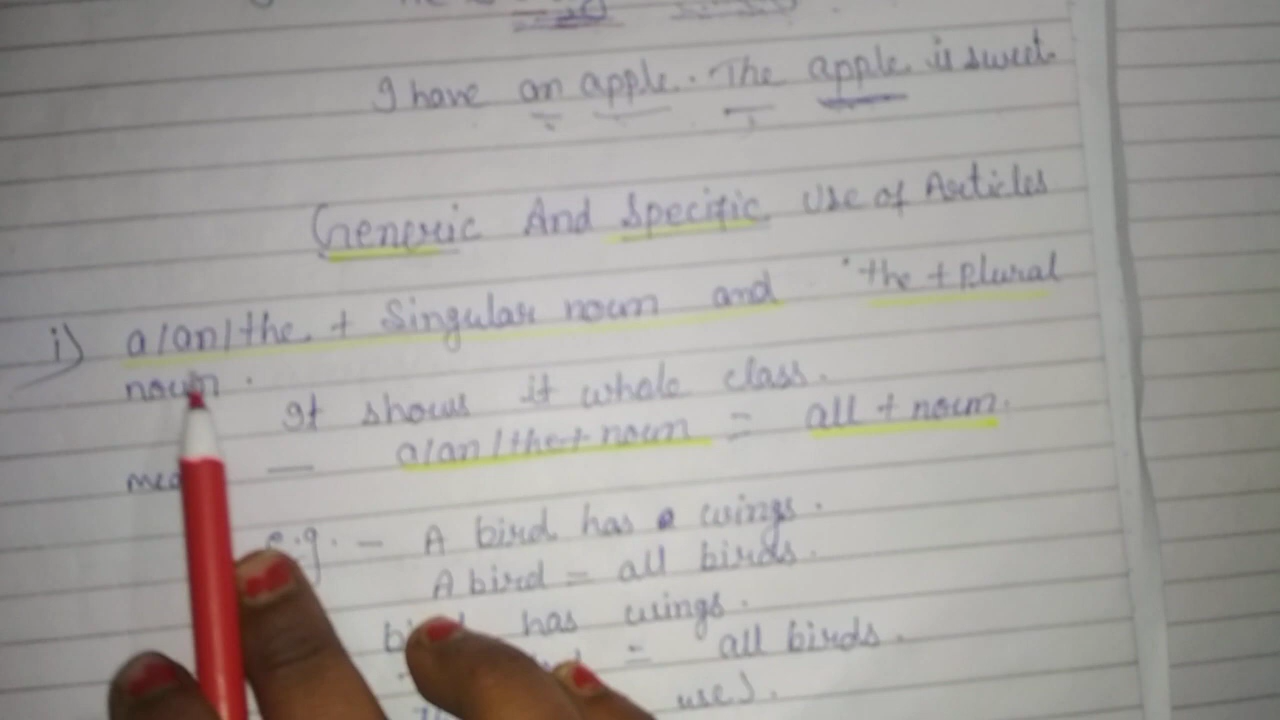 I have an apple. The apple is sweet
Generic And Specific Use of Articles
i) a/an/the + Singular noun and the + Plural
noun.
It shows it whole class.
— a/an/the + noun = all + noun.
e.g. - A bird has wings.
A bird = all birds.
has wings.
= all birds.
use).